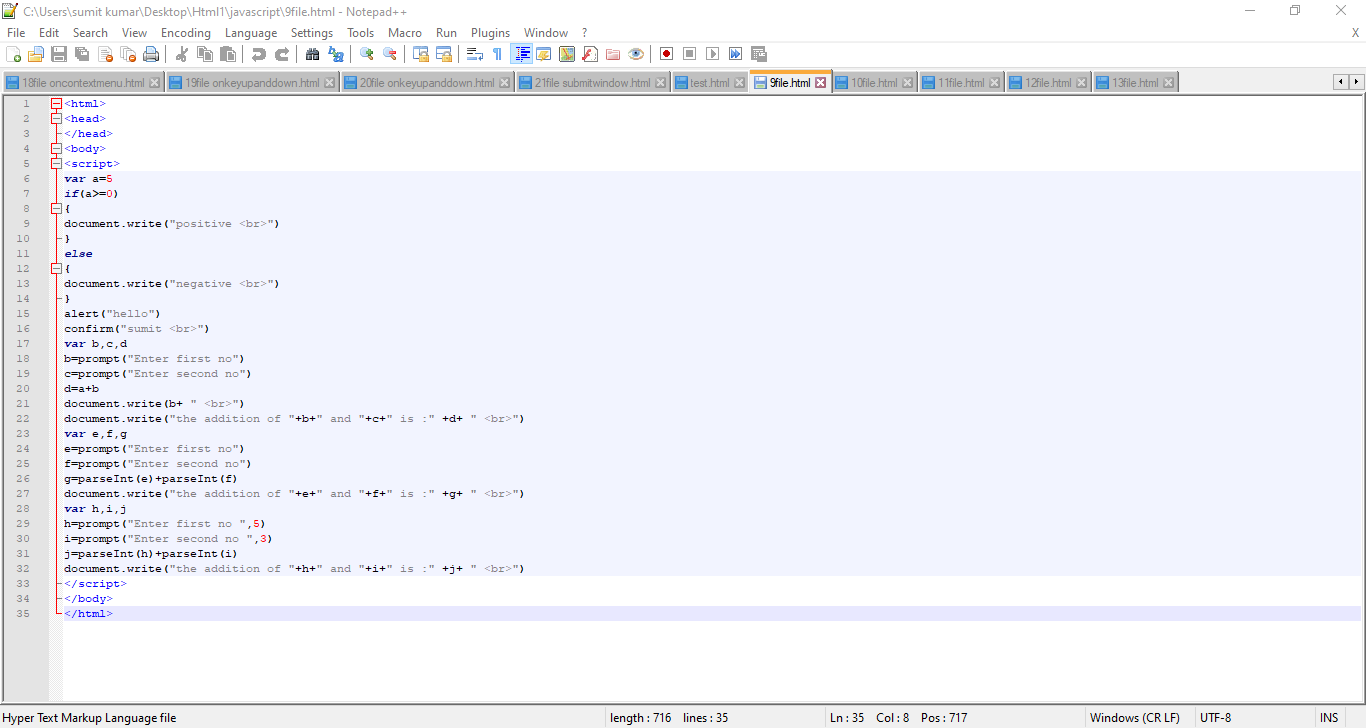 C:\Users\sumit kumar\Desktop\Html1\javascript\9file.html - Notepad++
File Edit Search View Encoding Language Settings Tools Macro Run Plugins Window ? X
18file oncontextmenu.html 19file onkeyupanddown.html 20file onkeyupanddown.html 21file submitwindow.html test.html 9file.html 10file.html 11file.html 12file.html 13file.html
1 <html>
2 <head>
3 </head>
4 <body>
5 <script>
6 var a=5
7 if(a>=0)
8 {
9 document.write("positive <br>")
10 }
11 else
12 {
13 document.write("negative <br>")
14 }
15 alert("hello")
16 confirm("sumit <br>")
17 var b,c,d
18 b=prompt("Enter first no")
19 c=prompt("Enter second no")
20 d=a+b
21 document.write(b+ " <br>")
22 document.write("the addition of "+b+" and "+c+" is :" +d+ " <br>")
23 var e,f,g
24 e=prompt("Enter first no")
25 f=prompt("Enter second no")
26 g=parseInt(e)+parseInt(f)
27 document.write("the addition of "+e+" and "+f+" is :" +g+ " <br>")
28 var h,i,j
29 h=prompt("Enter first no ",5)
30 i=prompt("Enter second no ",3)
31 j=parseInt(h)+parseInt(i)
32 document.write("the addition of "+h+" and "+i+" is :" +j+ " <br>")
33 </script>
34 </body>
35 </html>
Hyper Text Markup Language file length : 716 lines : 35 Ln : 35 Col : 8 Pos : 717 Windows (CR LF) UTF-8 INS